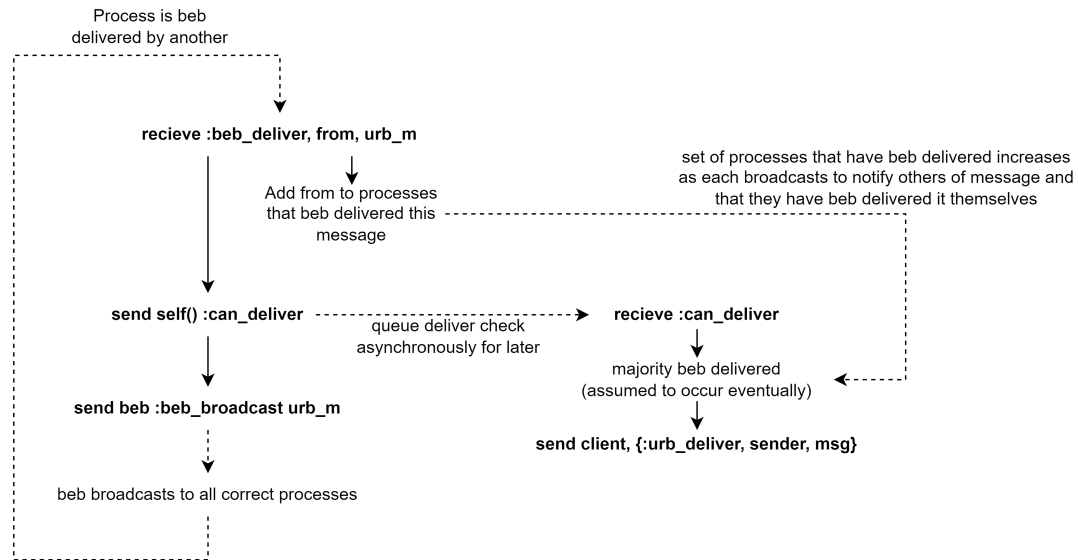 Process is beb
delivered by another
recieve :beb_deliver, from, urb_m
set of processes that have beb delivered increases
as each broadcasts to notify others of message and
that they have beb delivered it themselves
Add from to processes
that beb delivered this
message
send self() :can_deliver
queue deliver check
asynchronously for later
recieve :can_deliver
majority beb delivered
(assumed to occur eventually)
send beb :beb_broadcast urb_m
send client, {:urb_deliver, sender, msg}
beb broadcasts to all correct processes